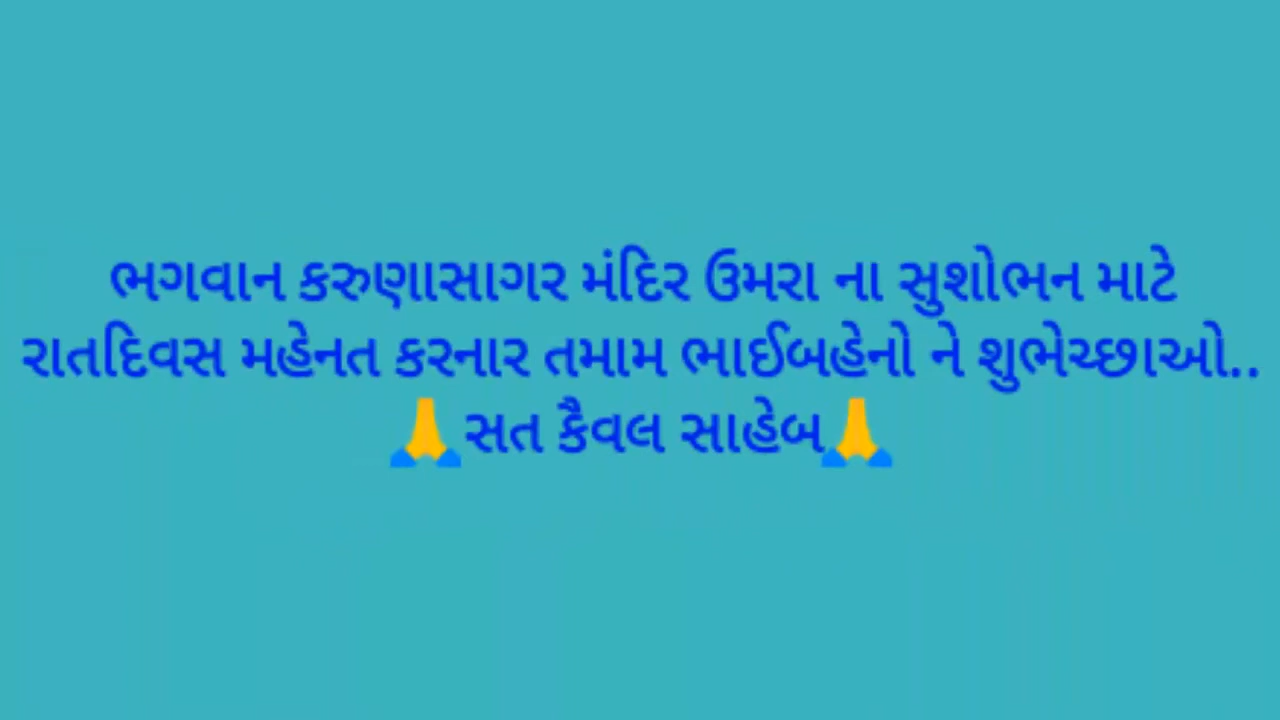 ભગવાન કરુણાસાગર મંદિર ઉમરા ના સુશોભન માટે
રાતદિવસ મહેનત કરનાર તમામ ભાઈબહેનો ને શુભેચ્છાઓ..
🙏સત કૈવલ સાહેબ🙏